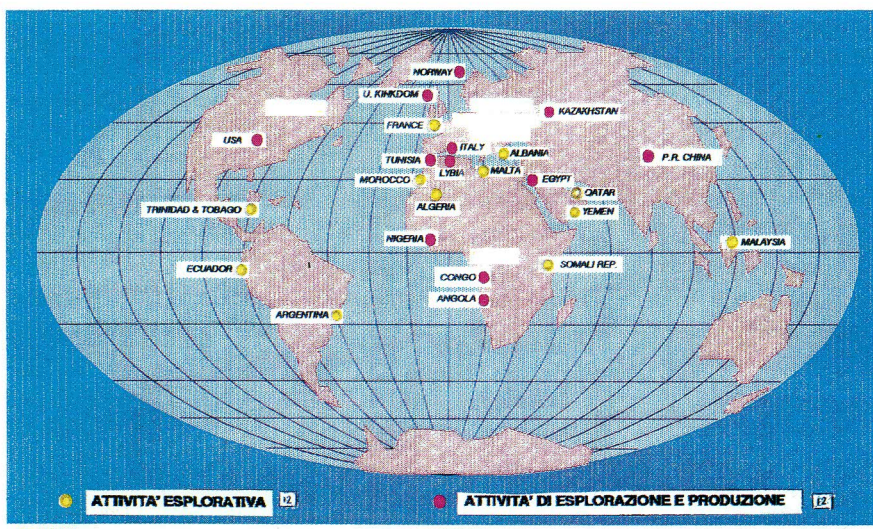 NORWAY
U. KINKDOM
KAZAKHSTAN
FRANCE
USA
ITALY
ALBANIA
TUNISIA
LYBIA
MALTA
P.R. CHINA
MOROCCO
EGYPT
ALGERIA
QATAR
TRINIDAD & TOBAGO
YEMEN
NIGERIA
MALAYSIA
ECUADOR
SOMALI REP.
CONGO
ANGOLA
ARGENTINA
ATTIVITA' ESPLORATIVA
ATTIVITA' DI ESPLORAZIONE E PRODUZIONE